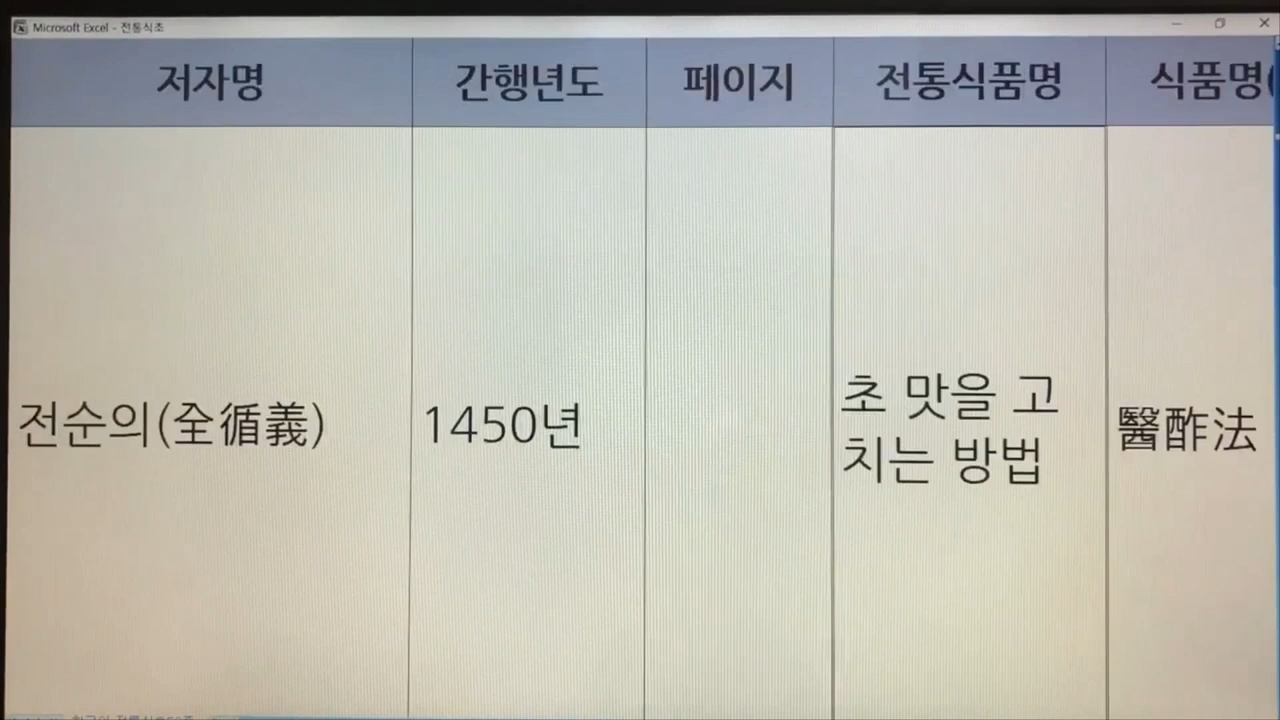 Microsoft Excel - 전통식초
저자명 간행년도 페이지 전통식품명 식품명(
전순의(全循義) 1450년 초 맛을 고 醫酢法
치는 방법